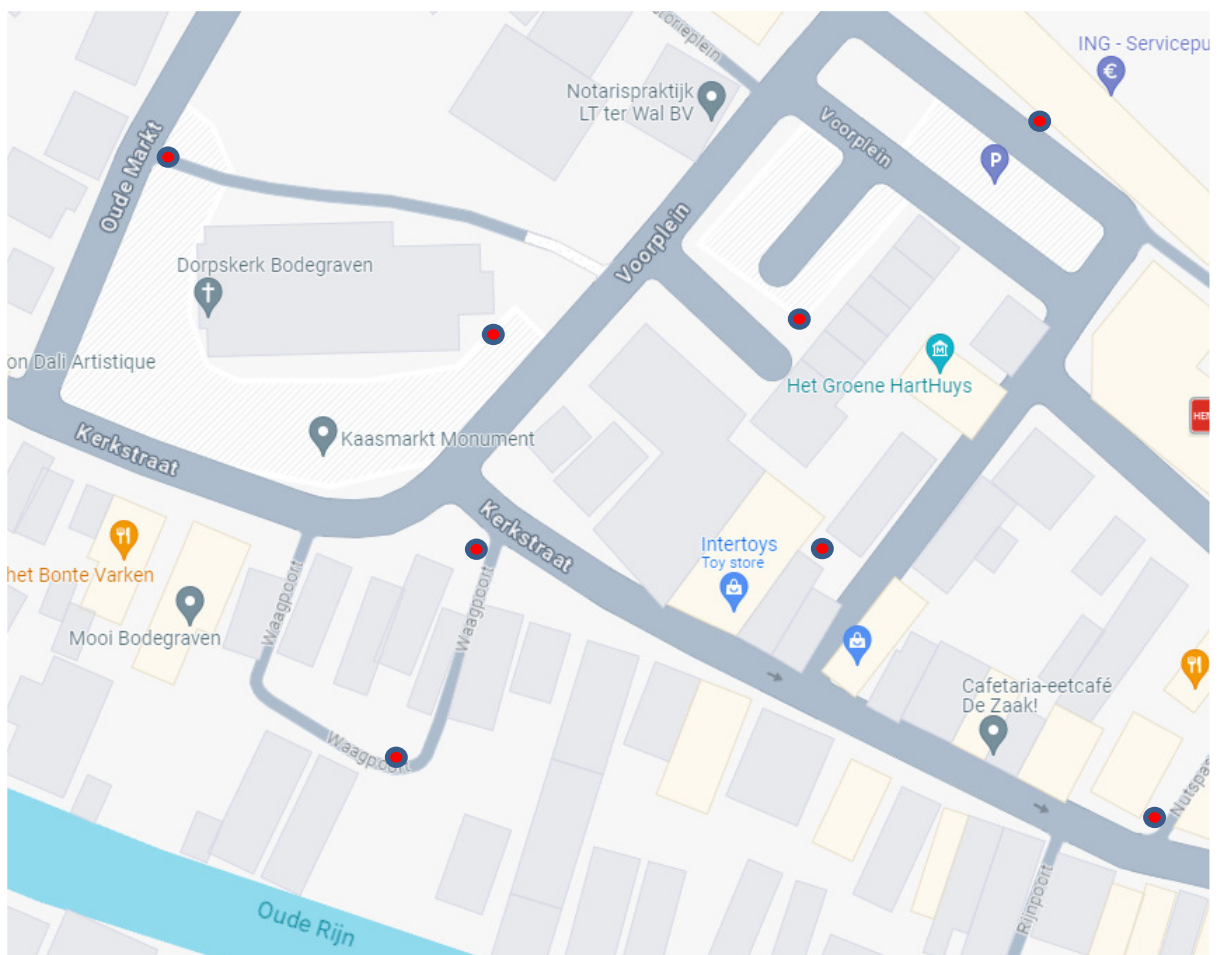 ING - Servicepu
Notarispraktijk
LT ter Wal BV
Voorplein
P
Oude Markt
Voorplein
Dorpskerk Bodegraven
on Dali Artistique
Het Groene HartHuys
Kerkstraat
Kaasmarkt Monument
Kerkstraat
Intertoys
Toy store
het Bonte Varken
Waagpoort
Waagpoort
Mooi Bodegraven
Cafetaria-eetcafé
De Zaak!
Waagpoort
Nutspas
Rijnpoort
Oude Rijn